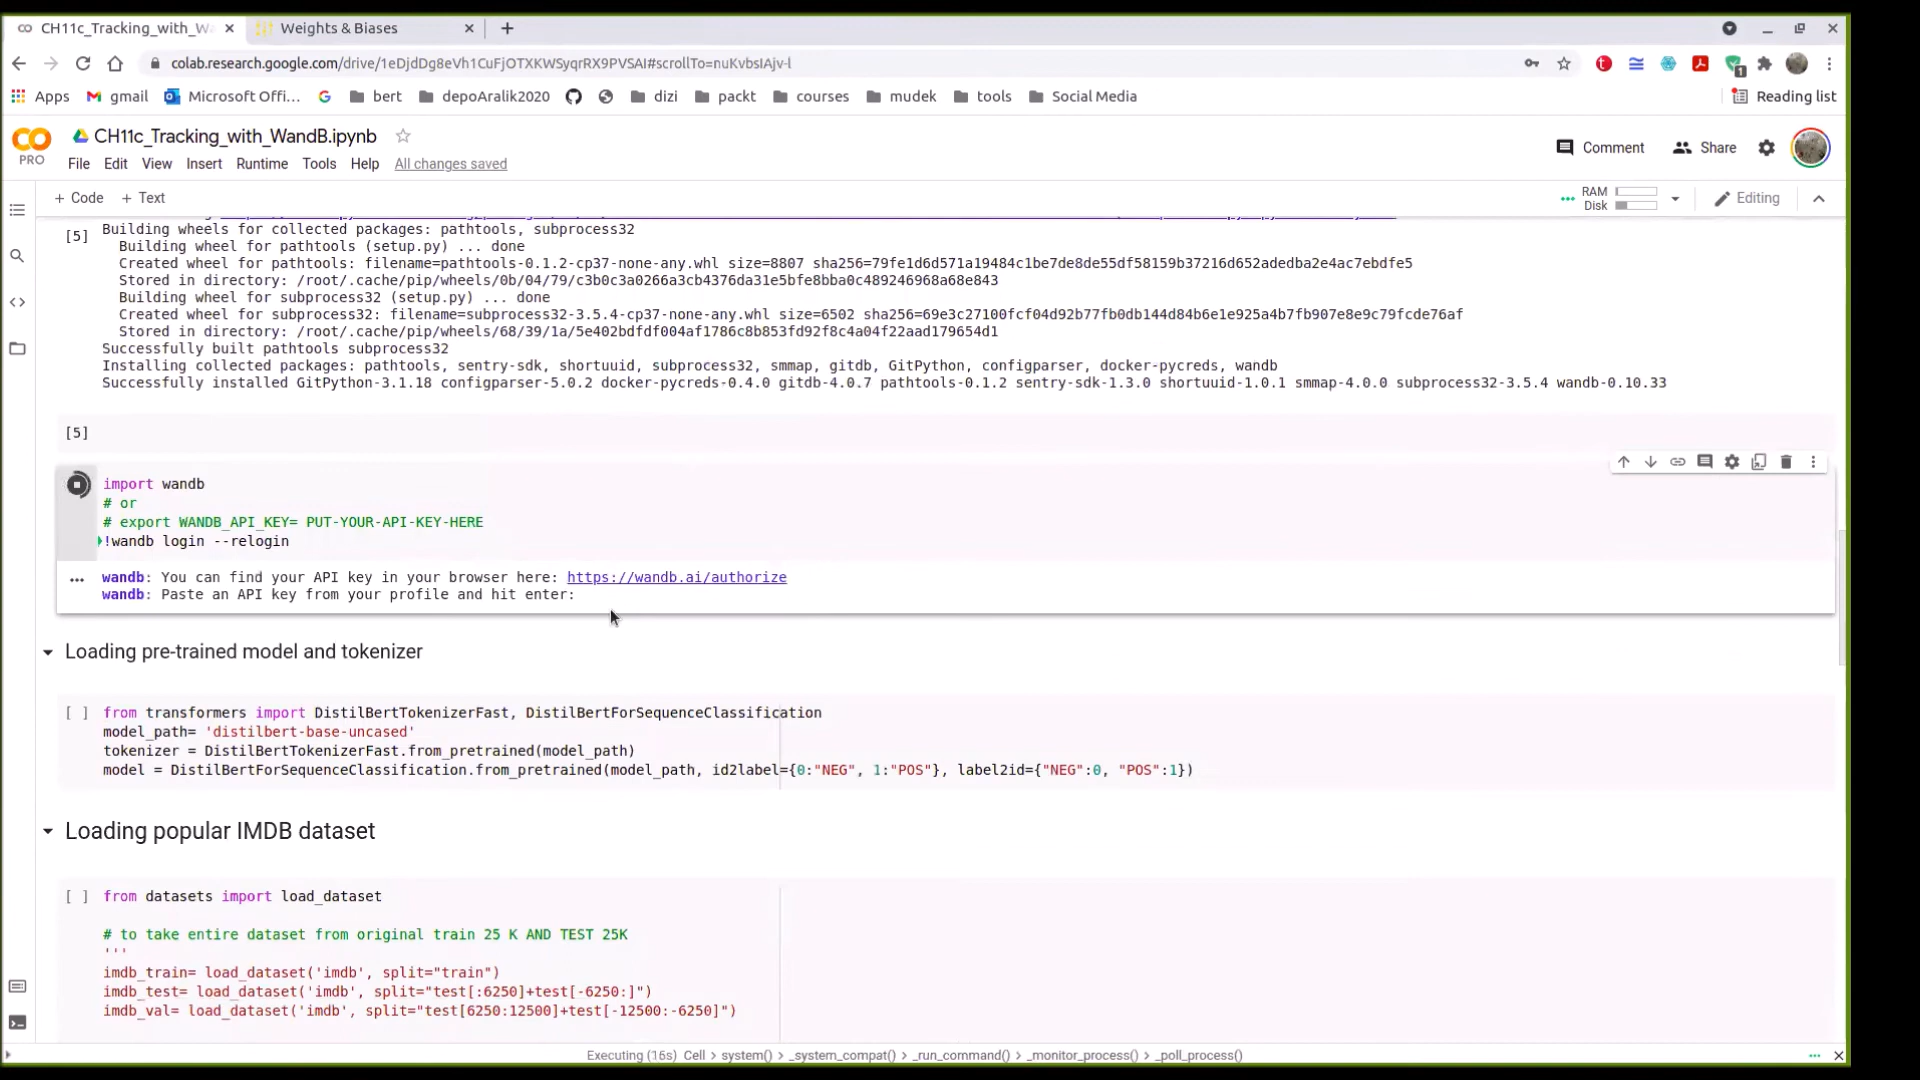 CH11c_Tracking_with_Wa
Weights & Biases
colab.research.google.com/drive/1eDjdDg8eVh1CuFjOTXKWSyqrRX9PVSAI#scrollTo=nuKvbsIAjv-l
Apps
gmail
Microsoft Offi...
bert
depoAralik2020
dizi
packt
courses
mudek
tools
Social Media
Reading list
PRO
CH11c_Tracking_with_WandB.ipynb
Comment
Share
File Edit View Insert Runtime Tools Help All changes saved
+ Code + Text
RAM
Disk
Editing
[5] Building wheels for collected packages: pathtools, subprocess32
Building wheel for pathtools (setup.py) ... done
Created wheel for pathtools: filename=pathtools-0.1.2-cp37-none-any.whl size=8807 sha256=79fe1d6d571a19484c1be7de8de55df58159b37216d652adedba2e4ac7ebdfe5
Stored in directory: /root/.cache/pip/wheels/0b/04/79/c3b0c3a0266a3cb4376da31e5bfe8bba0c489246968a68e843
Building wheel for subprocess32 (setup.py) ... done
Created wheel for subprocess32: filename=subprocess32-3.5.4-cp37-none-any.whl size=6502 sha256=69e3c27100fcf04d92b77fb0db144d84b6e1e925a4b7fb907e8e9c79fcde76af
Stored in directory: /root/.cache/pip/wheels/68/39/1a/5e402bdfdf004af1786c8b853fd92f8c4a04f22aad179654d1
Successfully built pathtools subprocess32
Installing collected packages: pathtools, sentry-sdk, shortuuid, subprocess32, smmap, gitdb, GitPython, configparser, docker-pycreds, wandb
Successfully installed GitPython-3.1.18 configparser-5.0.2 docker-pycreds-0.4.0 gitdb-4.0.7 pathtools-0.1.2 sentry-sdk-1.3.0 shortuuid-1.0.1 smmap-4.0.0 subprocess32-3.5.4 wandb-0.10.33
[5]
import wandb
# or
# export WANDB_API_KEY= PUT-YOUR-API-KEY-HERE
!wandb login --relogin
wandb: You can find your API key in your browser here: https://wandb.ai/authorize
wandb: Paste an API key from your profile and hit enter:
Loading pre-trained model and tokenizer
[ ] from transformers import DistilBertTokenizerFast, DistilBertForSequenceClassification
model_path= 'distilbert-base-uncased'
tokenizer = DistilBertTokenizerFast.from_pretrained(model_path)
model = DistilBertForSequenceClassification.from_pretrained(model_path, id2label={0:"NEG", 1:"POS"}, label2id={"NEG":0, "POS":1})
Loading popular IMDB dataset
[ ] from datasets import load_dataset
# to take entire dataset from original train 25 K AND TEST 25K
'''
imdb_train= load_dataset('imdb', split="train")
imdb_test= load_dataset('imdb', split="test[:6250]+test[-6250:]")
imdb_val= load_dataset('imdb', split="test[6250:12500]+test[-12500:-6250]")
Executing (16s) Cell > system() > _system_compat() > _run_command() > _monitor_process() > _poll_process()